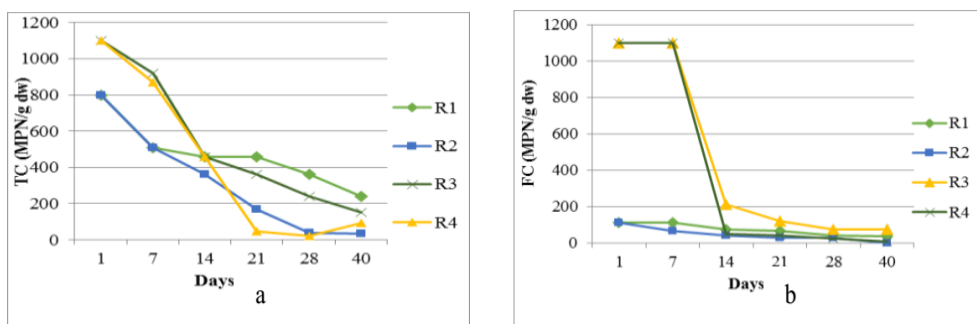 1200
1000
800
600
400
200
0
TC (MPN/g dw)
1 7 14 21 28 40
Days
a
R1
R2
R3
R4
1200
1000
800
600
400
200
0
FC (MPN/g dw)
1 7 14 21 28 40
Days
b
R1
R2
R3
R4